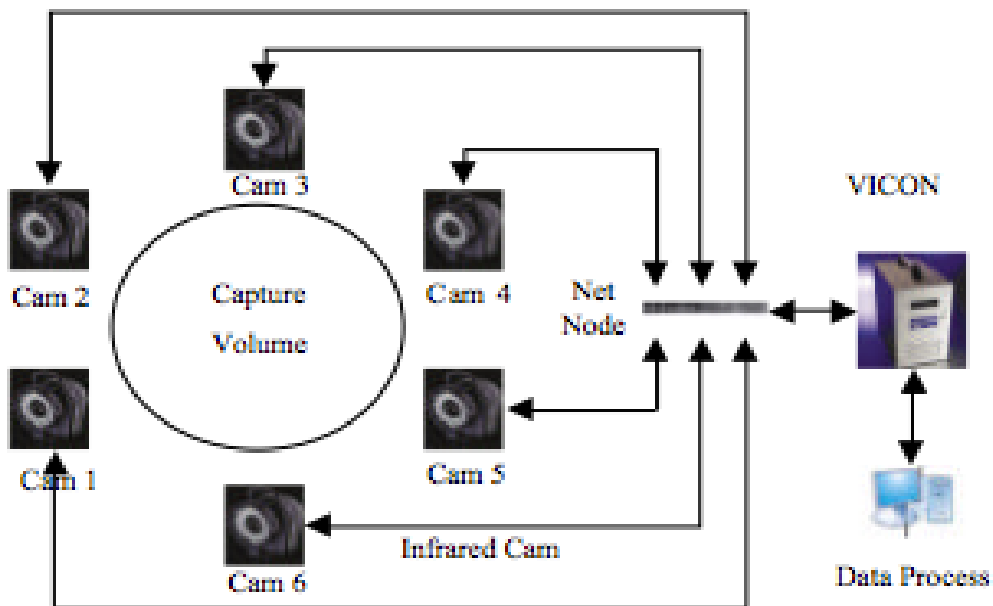 Cam 3
VICON
Cam 2
Capture
Volume
Cam 4
Net
Node
Cam 1
Cam 5
Infrared Cam
Cam 6
Data Process